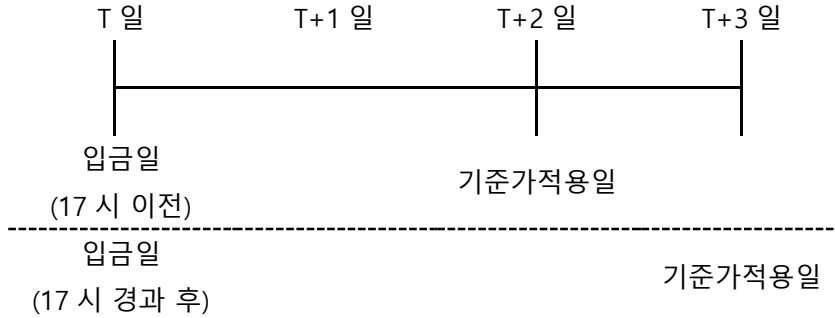 T 일 T+1 일 T+2 일 T+3 일
입금일
(17 시 이전)
기준가적용일
입금일
(17 시 경과 후)
기준가적용일